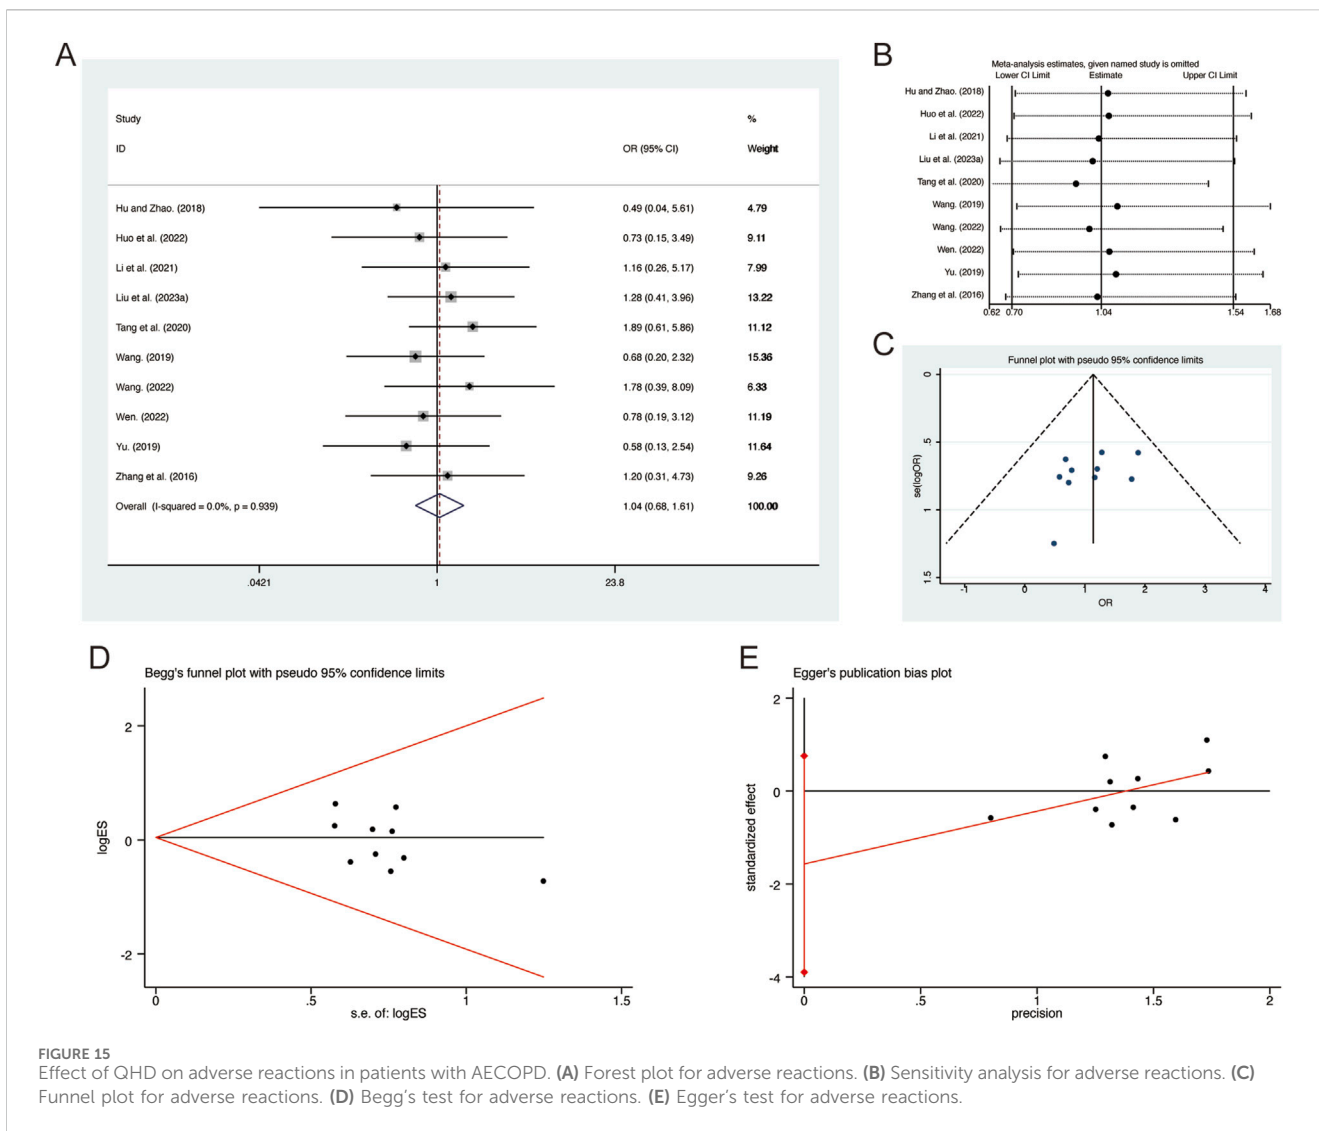 A
Study %
ID OR (95% CI) Weight
Hu and Zhao. (2018) 0.49 (0.04, 5.61) 4.79
Huo et al. (2022) 0.73 (0.15, 3.49) 9.11
Li et al. (2021) 1.16 (0.26, 5.17) 7.99
Liu et al. (2023a) 1.28 (0.41, 3.96) 13.22
Tang et al. (2020) 1.89 (0.61, 5.86) 11.12
Wang. (2019) 0.68 (0.20, 2.32) 15.36
Wang. (2022) 1.78 (0.39, 8.09) 6.33
Wen. (2022) 0.78 (0.19, 3.12) 11.19
Yu. (2019) 0.58 (0.13, 2.54) 11.64
Zhang et al. (2016) 1.20 (0.31, 4.73) 9.26
Overall (I-squared = 0.0%, p = 0.939) 1.04 (0.68, 1.61) 100.00
.0421 1 23.8
B
Meta-analysis estimates, given named study is omitted
Lower CI Limit Estimate Upper CI Limit
Hu and Zhao. (2018)
Huo et al. (2022)
Li et al. (2021)
Liu et al. (2023a)
Tang et al. (2020)
Wang. (2019)
Wang. (2022)
Wen. (2022)
Yu. (2019)
Zhang et al. (2016)
0.62 0.70 1.04 1.54 1.68
C
Funnel plot with pseudo 95% confidence limits
se(logOR)
0
.5
1
1.5
-1 0 1 2 3 4
OR
D
Begg's funnel plot with pseudo 95% confidence limits
logES
2
0
-2
0 .5 1 1.5
s.e. of: logES
E
Egger's publication bias plot
standardized effect
2
0
-2
-4
0 .5 1 1.5 2
precision
FIGURE 15
Effect of QHD on adverse reactions in patients with AECOPD. (A) Forest plot for adverse reactions. (B) Sensitivity analysis for adverse reactions. (C)
Funnel plot for adverse reactions. (D) Begg's test for adverse reactions. (E) Egger's test for adverse reactions.